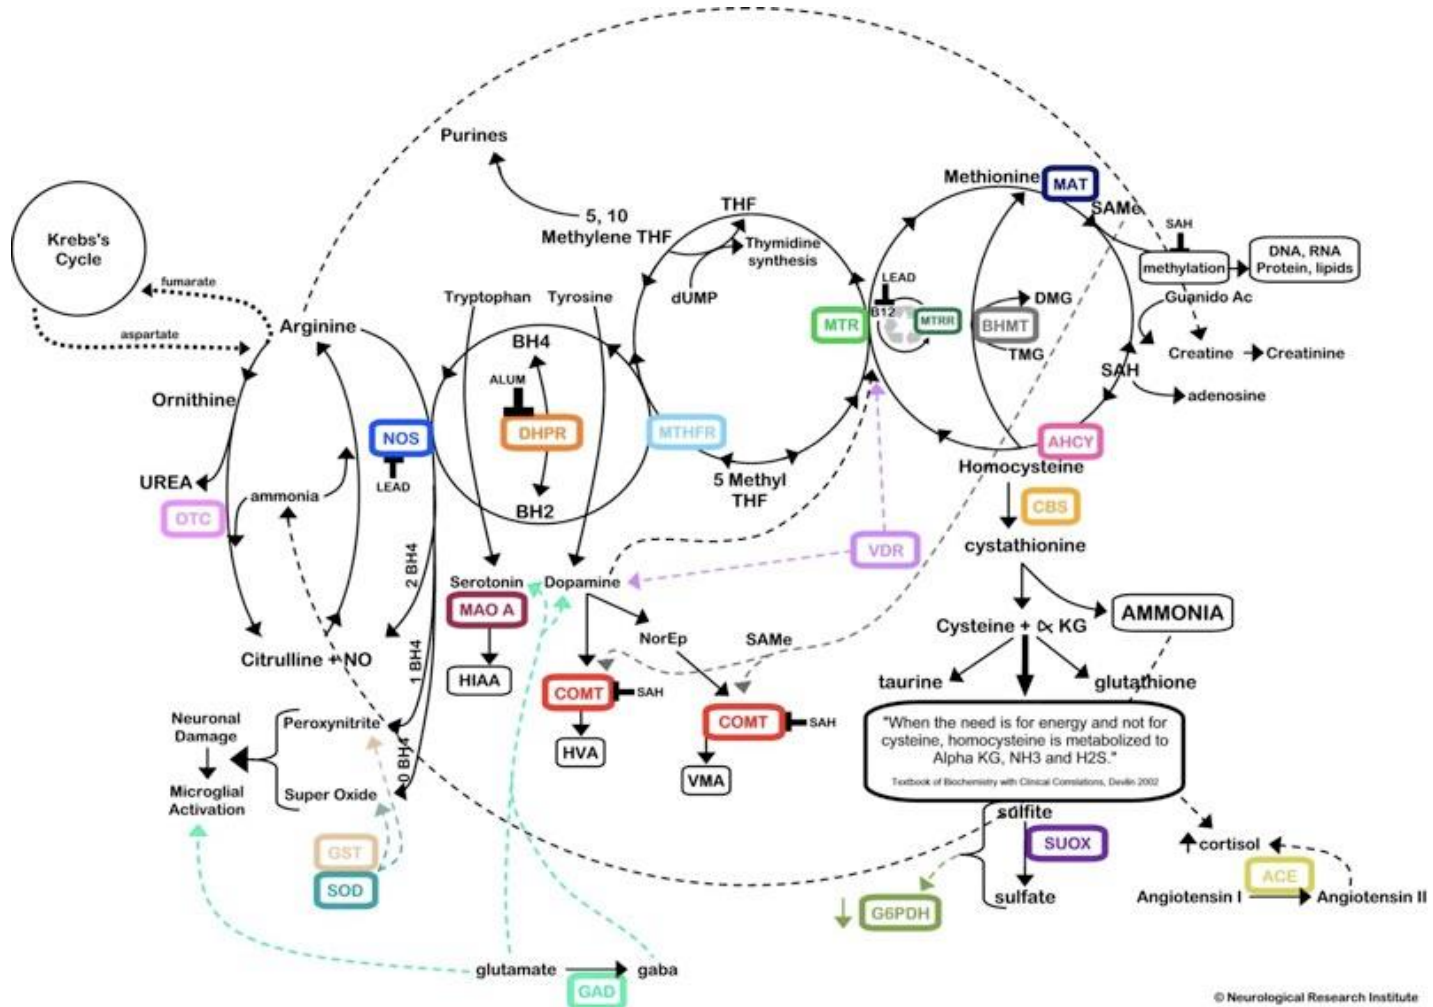 Purines
Methionine
MAT
THF
SAMe
5, 10
Methylene THF
SAH
Krebs's
Cycle
Thymidine
synthesis
methylation
DNA, RNA
Protein, lipids
fumarate
LEAD
Tryptophan
Tyrosine
dUMP
DMG
Guanido Ac
B12
Arginine
MTR
MTRR
BHMT
aspartate
BH4
TMG
Creatine
Creatinine
ALUM
SAH
adenosine
Ornithine
NOS
DHPR
MTHFR
AHCY
Homocysteine
UREA
LEAD
5 Methyl
THF
ammonia
OTC
BH2
CBS
cystathionine
VDR
2 BH4
Serotonin
Dopamine
MAO A
AMMONIA
Cysteine + ∝ KG
NorEp
SAMe
Citrulline + NO
1 BH4
HIAA
taurine
glutathione
COMT
SAH
Neuronal
Damage
Peroxynitrite
COMT
SAH
"When the need is for energy and not for
cysteine, homocysteine is metabolized to
Alpha KG, NH3 and H2S."
Textbook of Biochemistry with Clinical Correlations, Devilin 2002
HVA
0 BH4
VMA
Microglial
Activation
Super Oxide
sulfite
SUOX
cortisol
GST
SOD
ACE
sulfate
Angiotensin I
Angiotensin II
G6PDH
glutamate
gaba
GAD
© Neurological Research Institute